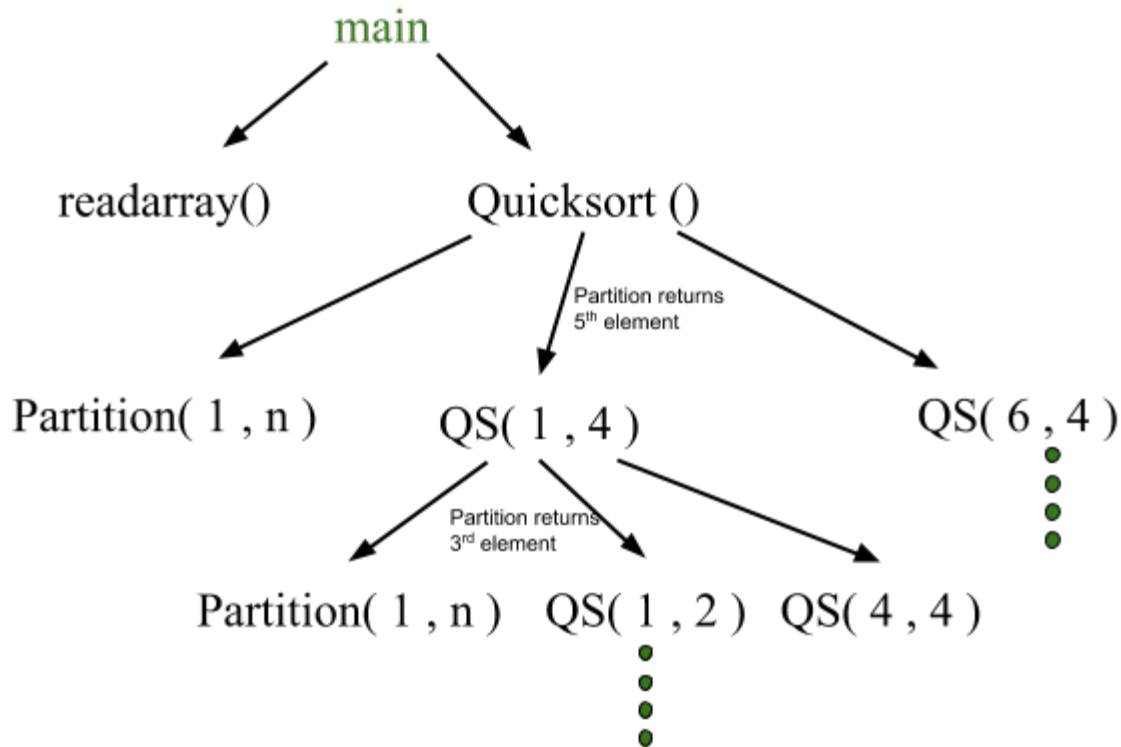 main
readarray()
Quicksort ()
Partition returns
5th element
Partition( 1 , n )
QS( 1 , 4 )
QS( 6 , 4 )
Partition returns
3rd element
Partition( 1 , n )
QS( 1 , 2 )
QS( 4 , 4 )